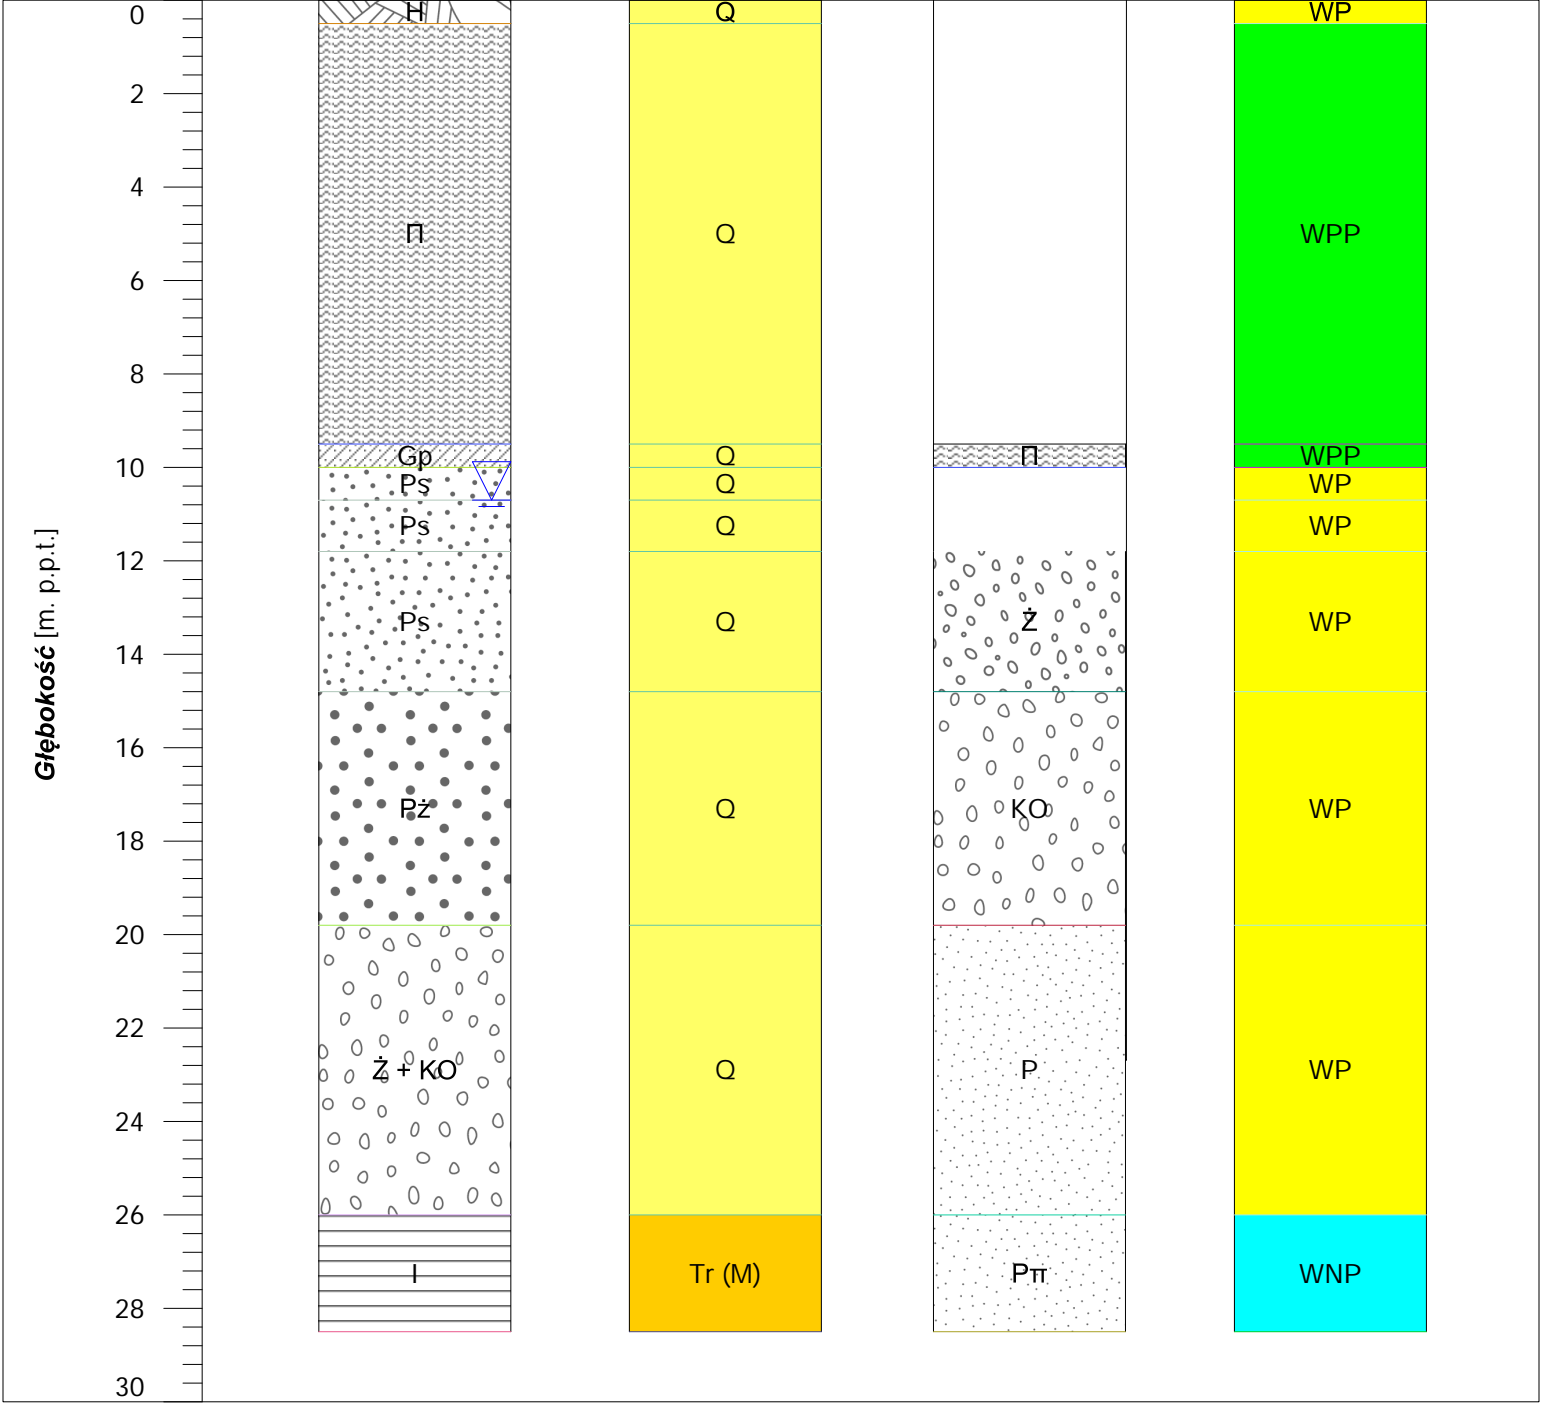 Głębokość [m. p.p.t.]
0
2
4
6
8
10
12
14
16
18
20
22
24
26
28
30
H
П
Gp
Ps
Ps
Ps
Pż
Ż + KO
I
Q
Q
Q
Q
Q
Q
Q
Q
Tr (M)
П
Ż
KO
P
Pπ
WP
WPP
WPP
WP
WP
WP
WP
WP
WNP